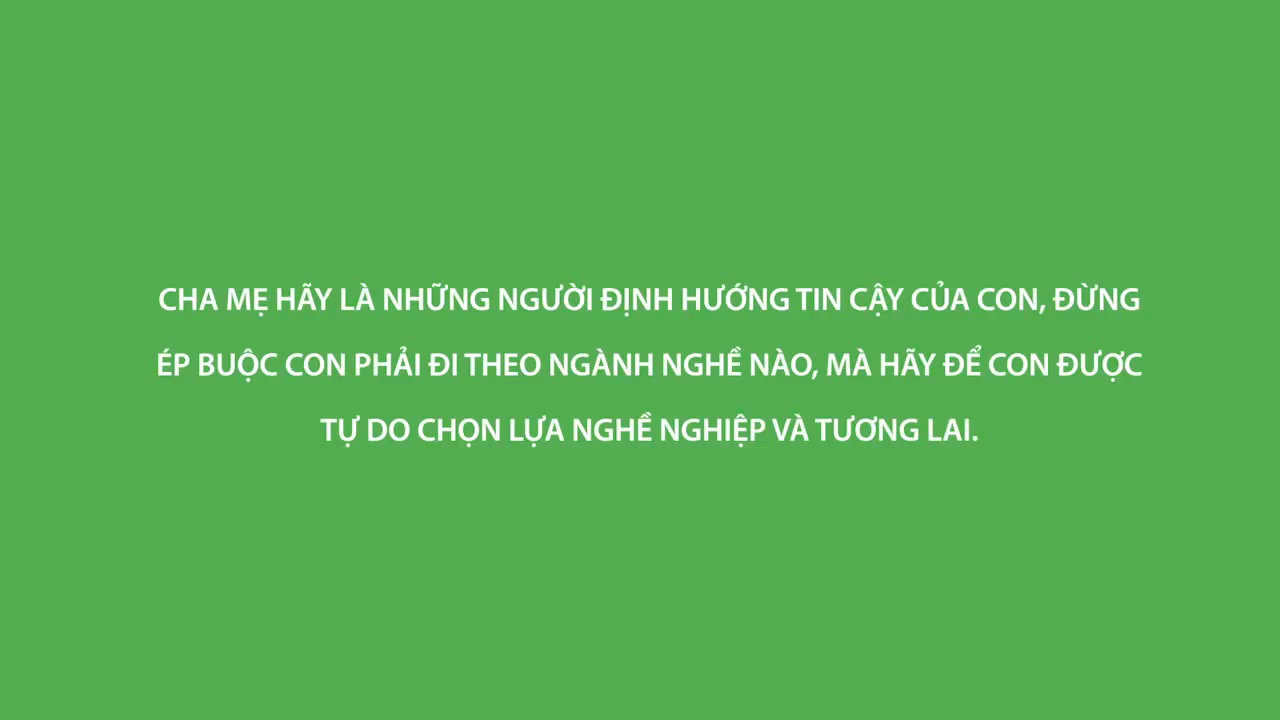 CHA MẸ HÃY LÀ NHỮNG NGƯỜI ĐỊNH HƯỚNG TIN CẬY CỦA CON, ĐỪNG
ÉP BUỘC CON PHẢI ĐI THEO NGÀNH NGHỀ NÀO, MÀ HÃY ĐỂ CON ĐƯỢC
TỰ DO CHỌN LỰA NGHỀ NGHIỆP VÀ TƯƠNG LAI.